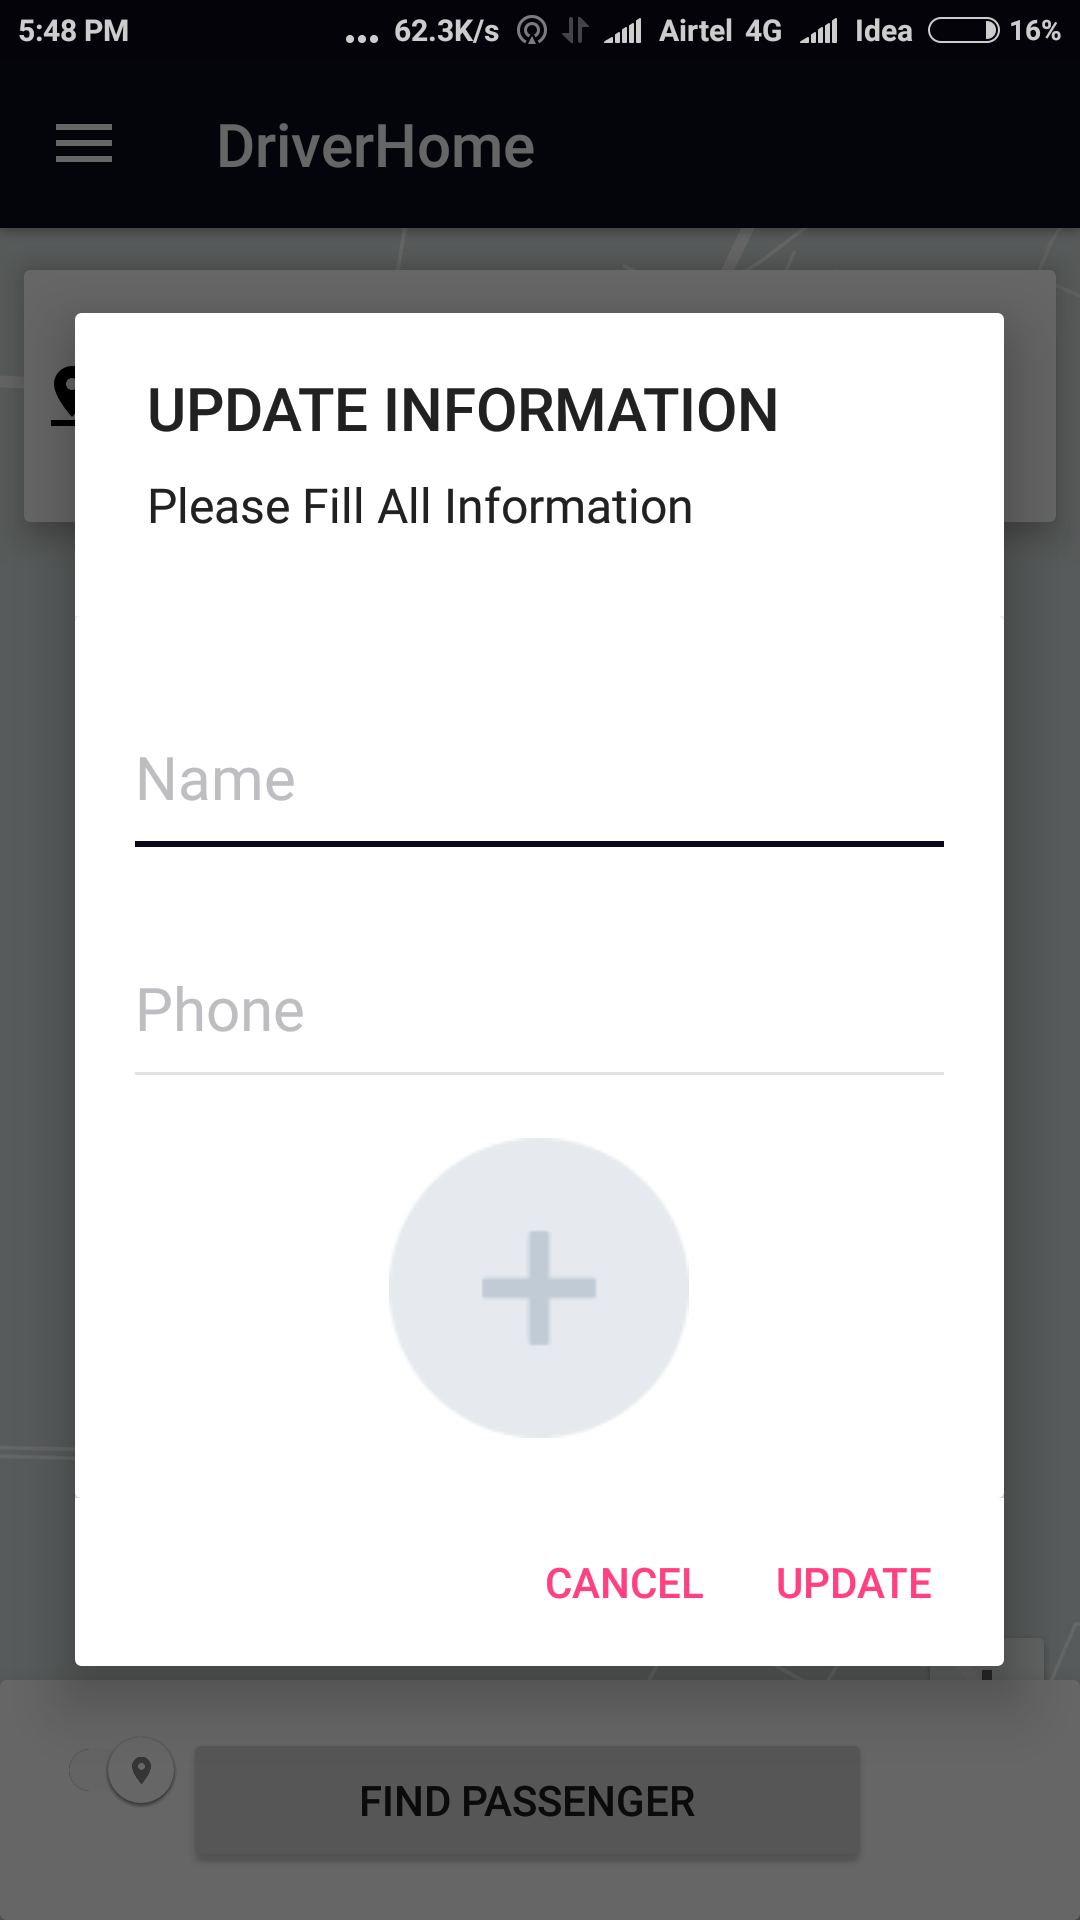 5:48 PM ... 62.3K/s Airtel 4G Idea 16%
DriverHome
UPDATE INFORMATION
Please Fill All Information
Name
Phone
CANCEL UPDATE
FIND PASSENGER